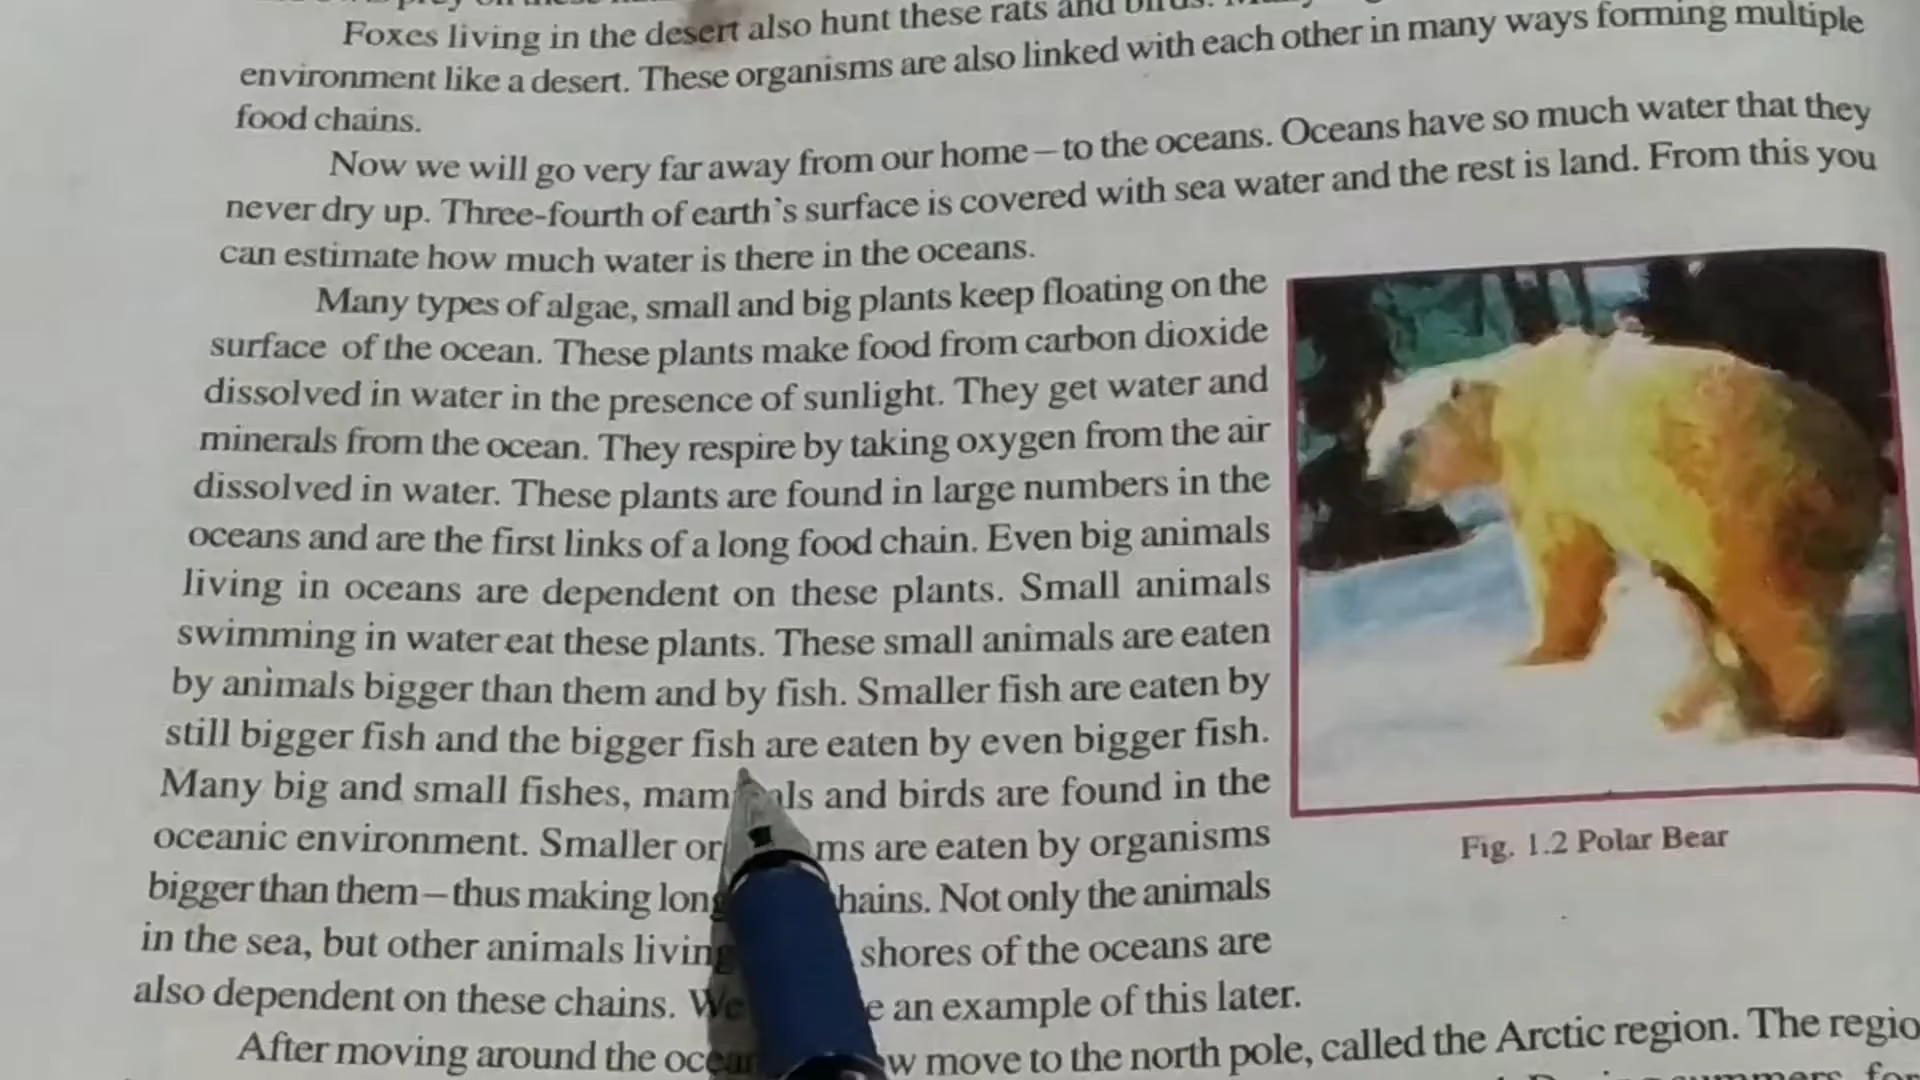 Foxes living in the desert also hunt these rats and
environment like a desert. These organisms are also linked with each other in many ways forming multiple
food chains.
Now we will go very far away from our home – to the oceans. Oceans have so much water that they
never dry up. Three-fourth of earth's surface is covered with sea water and the rest is land. From this you
can estimate how much water is there in the oceans.
Many types of algae, small and big plants keep floating on the
surface of the ocean. These plants make food from carbon dioxide
dissolved in water in the presence of sunlight. They get water and
minerals from the ocean. They respire by taking oxygen from the air
dissolved in water. These plants are found in large numbers in the
oceans and are the first links of a long food chain. Even big animals
living in oceans are dependent on these plants. Small animals
swimming in water eat these plants. These small animals are eaten
by animals bigger than them and by fish. Smaller fish are eaten by
still bigger fish and the bigger fish are eaten by even bigger fish.
Many big and small fishes, mammals and birds are found in the
oceanic environment. Smaller are eaten by organisms
bigger than them – thus making long chains. Not only the animals
in the sea, but other animals living shores of the oceans are
also dependent on these chains. We an example of this later.
After moving around the move to the north pole, called the Arctic region. The
Fig. 1.2 Polar Bear